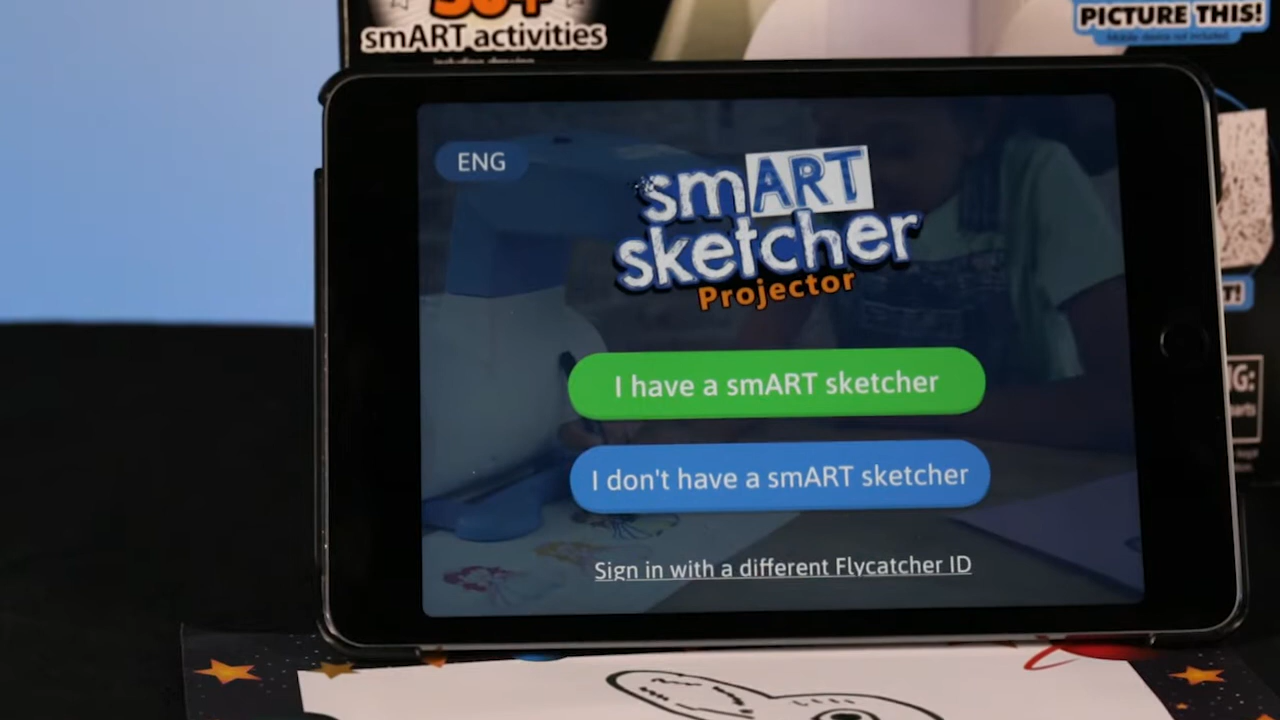 50+
smART activities
PICTURE THIS!
ENG
smART
sketcher
Projector
I have a smART sketcher
I don't have a smART sketcher
Sign in with a different Flycatcher ID